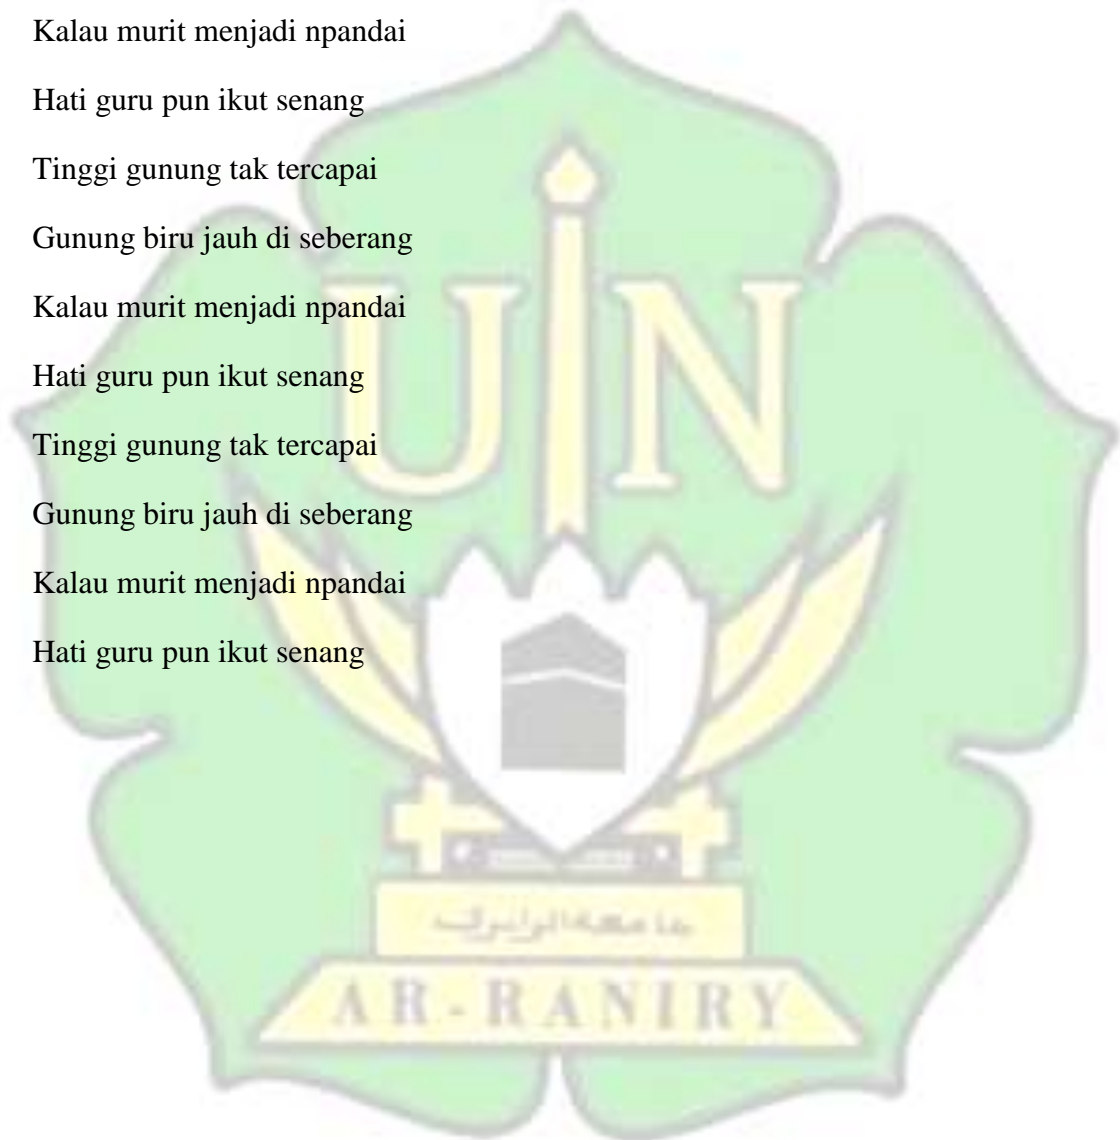 Kalau murit menjadi npandai
Hati guru pun ikut senang
Tinggi gunung tak tercapai
Gunung biru jauh di seberang
Kalau murit menjadi npandai
Hati guru pun ikut senang
Tinggi gunung tak tercapai
Gunung biru jauh di seberang
Kalau murit menjadi npandai
Hati guru pun ikut senang
UIN
AR-RANIRY